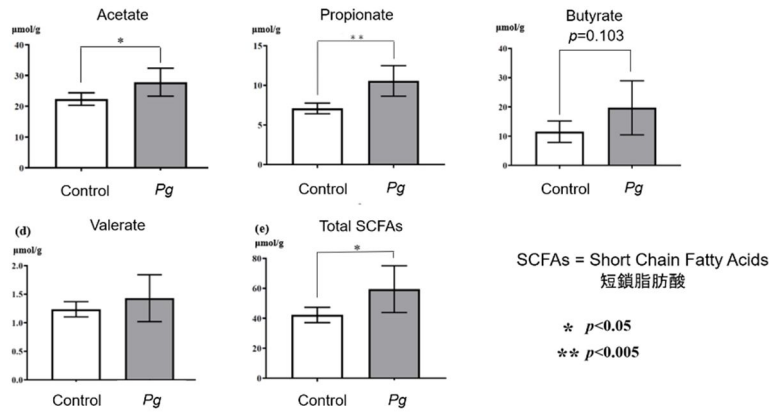 Acetate
μmol/g
40
30
20
10
0
*
Control
Pg
Propionate
μmol/g
15
10
5
0
**
Control
Pg
Butyrate
p=0.103
μmol/g
40
30
20
10
0
Control
Pg
(d)
Valerate
μmol/g
2.0
1.5
1.0
0.5
0.0
Control
Pg
(e)
Total SCFAs
μmol/g
80
60
40
20
0
*
Control
Pg
SCFAs = Short Chain Fatty Acids
短鎖脂肪酸
* p<0.05
** p<0.005